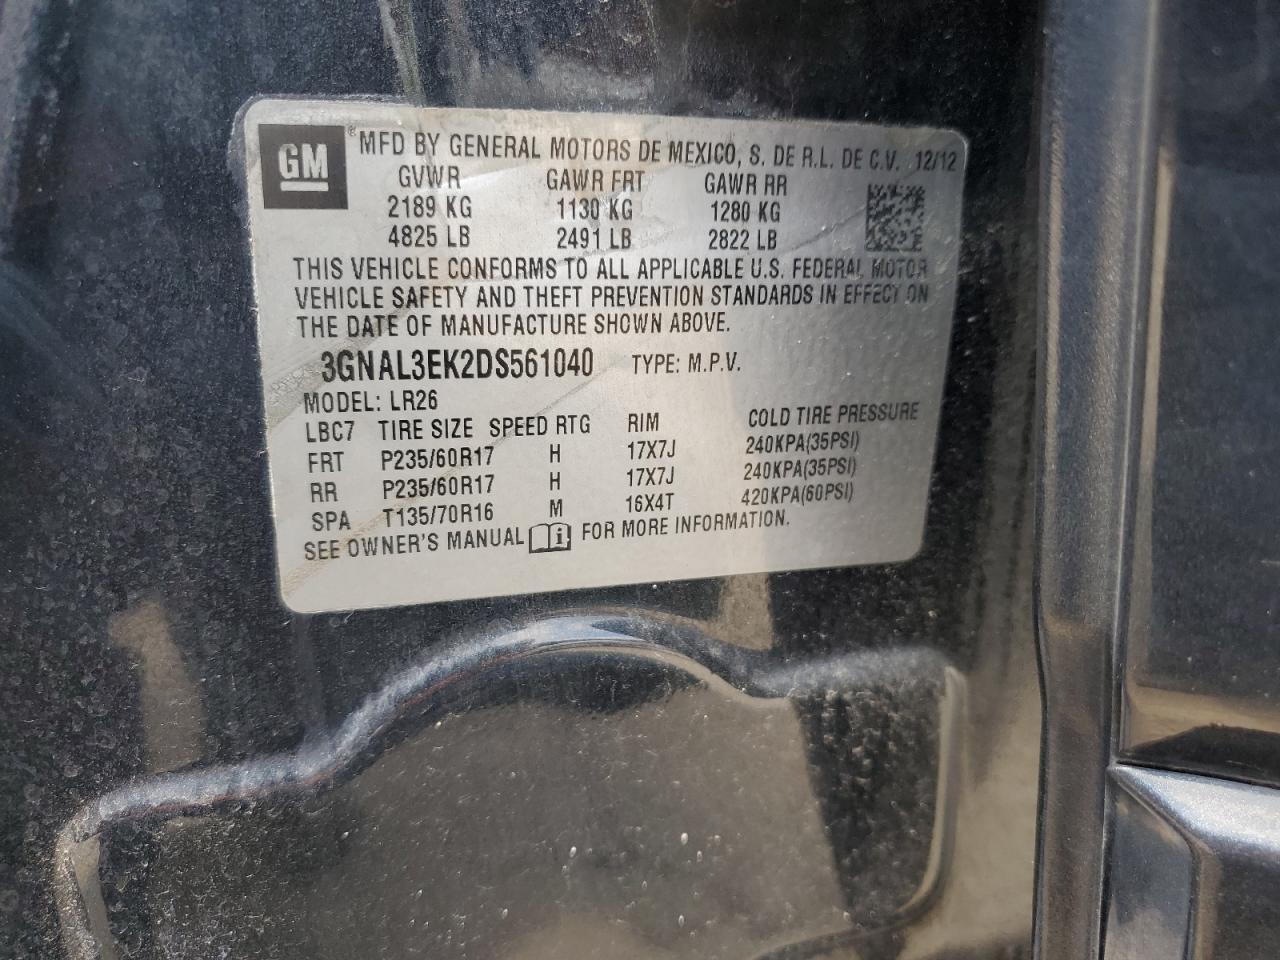 GM ® MFD BY GENERAL MOTORS DE MEXICO, S. DE R.L. DE C.V. 12/12
GVWR GAWR FRT GAWR RR
2189 KG 1130 KG 1280 KG
4825 LB 2491 LB 2822 LB
THIS VEHICLE CONFORMS TO ALL APPLICABLE U.S. FEDERAL MOTOR
VEHICLE SAFETY AND THEFT PREVENTION STANDARDS IN EFFECT ON
THE DATE OF MANUFACTURE SHOWN ABOVE.
3GNAL3EK2DS561040 TYPE: M.P.V.
MODEL: LR26
LBC7 TIRE SIZE SPEED RTG RIM COLD TIRE PRESSURE
FRT P235/60R17 H 17X7J 240KPA(35PSI)
RR P235/60R17 H 17X7J 240KPA(35PSI)
SPA T135/70R16 M 16X4T 420KPA(60PSI)
SEE OWNER'S MANUAL i FOR MORE INFORMATION.